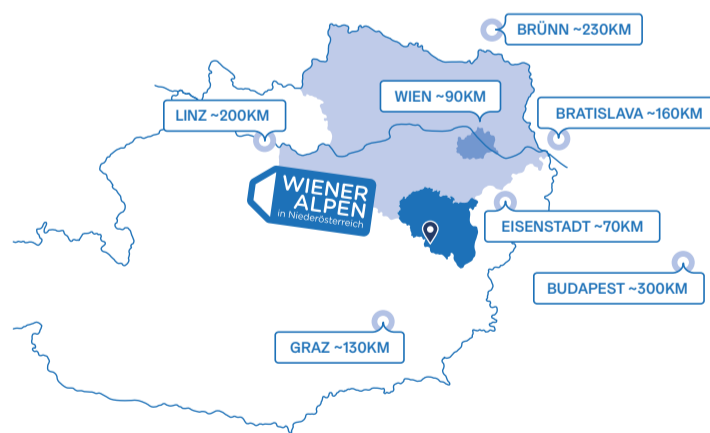 BRÜNN ~230KM
WIEN ~90KM
LINZ ~200KM
BRATISLAVA ~160KM
WIENER
ALPEN
in Niederösterreich
EISENSTADT ~70KM
BUDAPEST ~300KM
GRAZ ~130KM